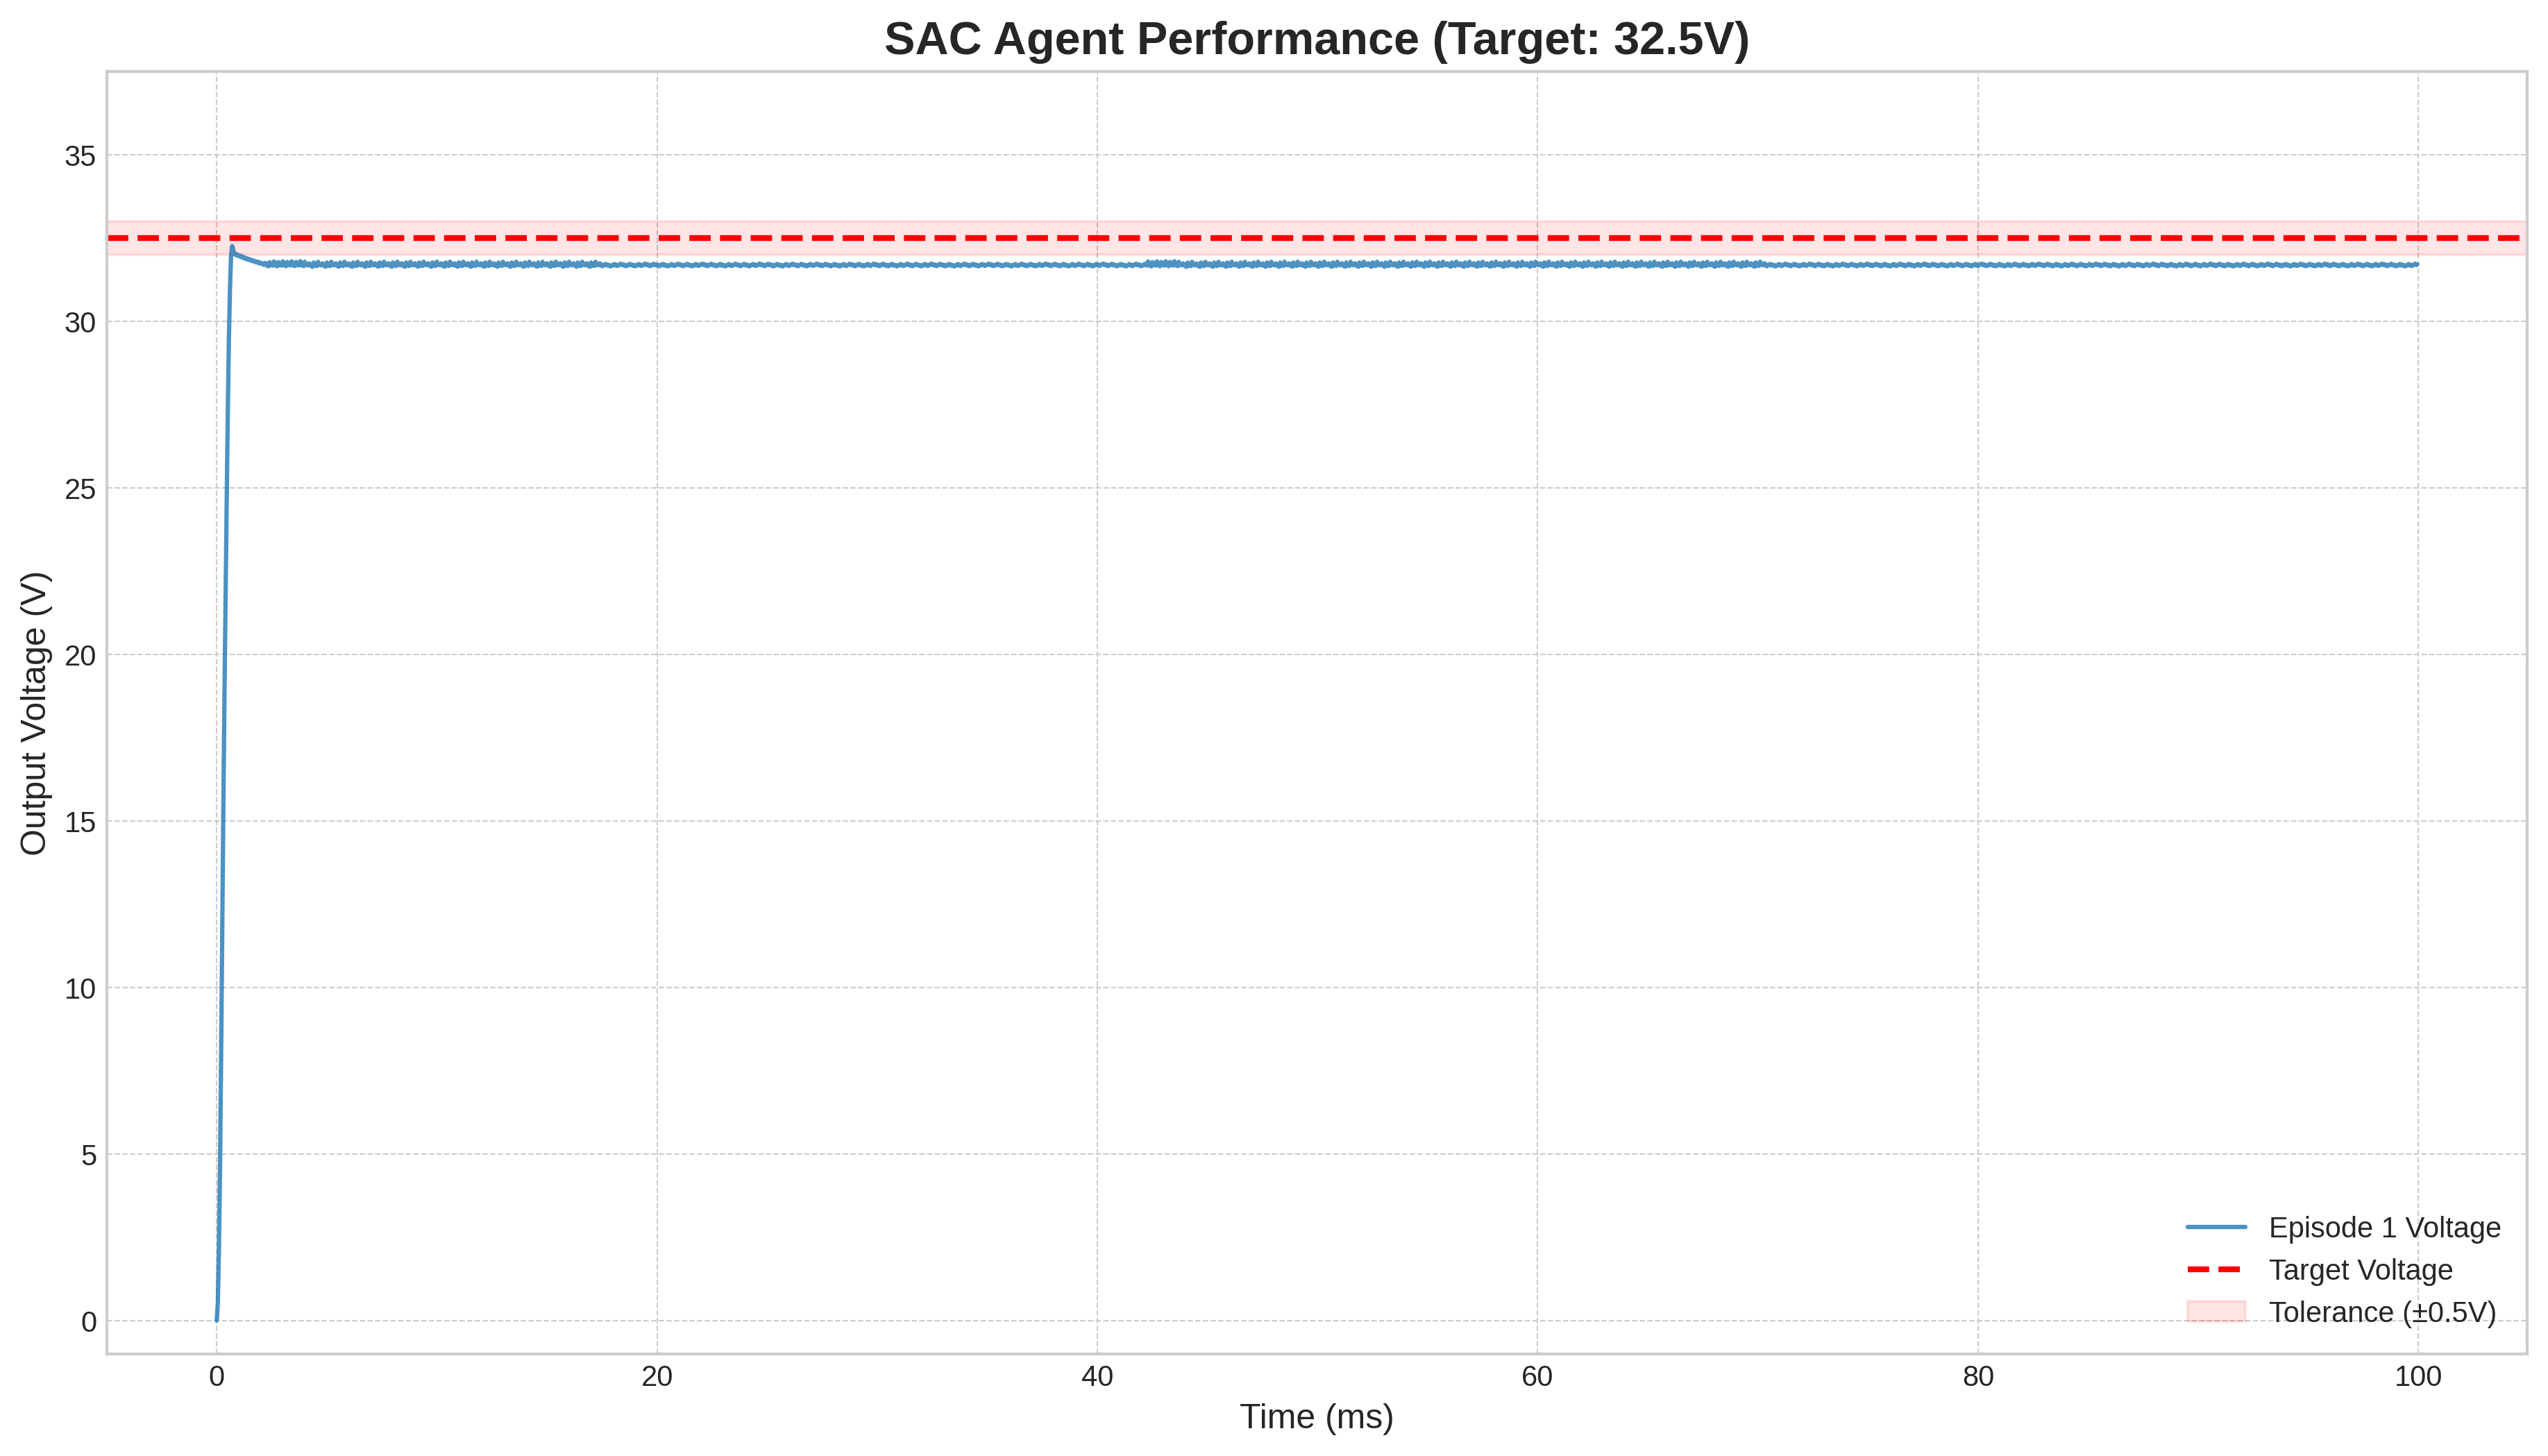 SAC Agent Performance (Target: 32.5V)
Output Voltage (V)
35
30
25
20
15
10
5
0
0 20 40 60 80 100
Time (ms)
Episode 1 Voltage
Target Voltage
Tolerance (±0.5V)